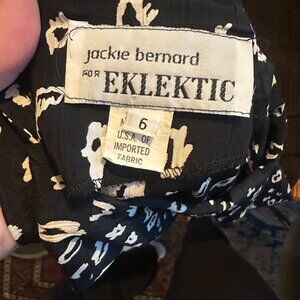 jackie bernard
FOR EKLEKTIC
6
U.S.A. OF
IMPORTED
FABRIC